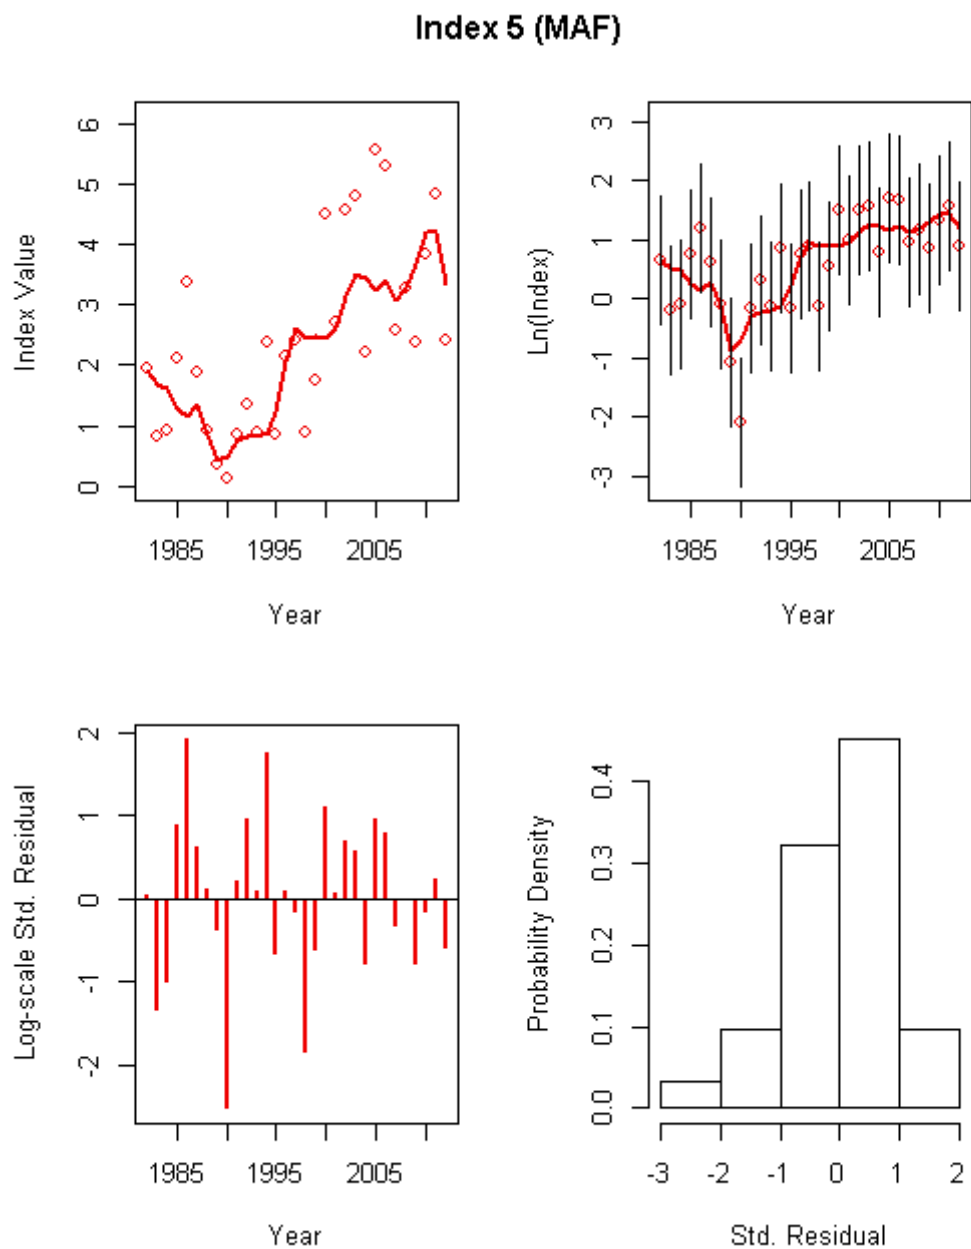 Index 5 (MAF)
Index Value
6
5
4
3
2
1
0
1985 1995 2005
Year
Ln(Index)
3
2
1
0
-1
-2
-3
1985 1995 2005
Year
Log-scale Std. Residual
2
1
0
-1
-2
1985 1995 2005
Year
Probability Density
0.4
0.3
0.2
0.1
0.0
-3 -2 -1 0 1 2
Std. Residual